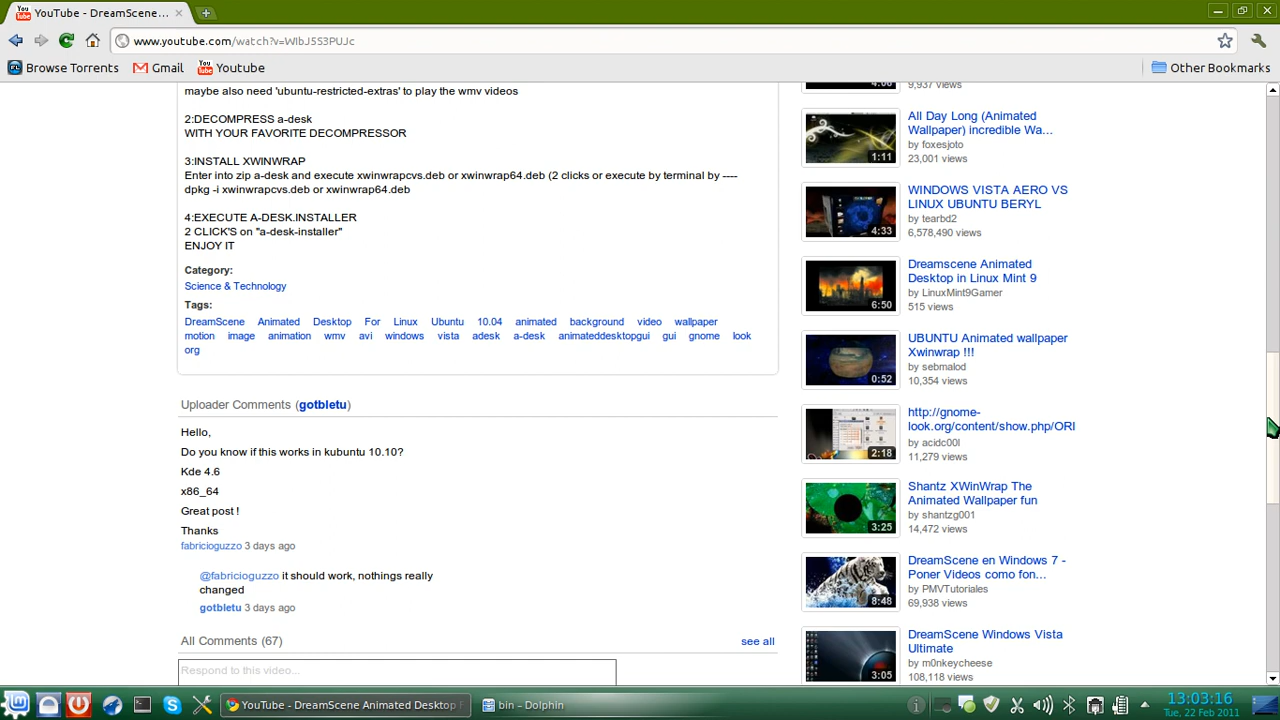 YouTube - DreamScene...
www.youtube.com/watch?v=WIbJ5S3PUJc
Browse Torrents
Gmail
Youtube
Other Bookmarks
maybe also need 'ubuntu-restricted-extras' to play the wmv videos
2:DECOMPRESS a-desk
WITH YOUR FAVORITE DECOMPRESSOR
3:INSTALL XWINWRAP
Enter into zip a-desk and execute xwinwrapcvs.deb or xwinwrap64.deb (2 clicks or execute by terminal by ----
dpkg -i xwinwrapcvs.deb or xwinwrap64.deb
4:EXECUTE A-DESK.INSTALLER
2 CLICK'S on "a-desk-installer"
ENJOY IT
Category:
Science & Technology
Tags:
DreamScene Animated Desktop For Linux Ubuntu 10.04 animated background video wallpaper
motion image animation wmv avi windows vista adesk a-desk animateddesktopgui gui gnome look
org
Uploader Comments (gotbletu)
Hello,
Do you know if this works in kubuntu 10.10?
Kde 4.6
x86_64
Great post !
Thanks
fabricioguzzo 3 days ago
@fabricioguzzo it should work, nothings really
changed
gotbletu 3 days ago
All Comments (67)
see all
Respond to this video...
9,937 views
All Day Long (Animated
Wallpaper) incredible Wa...
by foxesjoto
23,001 views
1:11
WINDOWS VISTA AERO VS
LINUX UBUNTU BERYL
by tearbd2
6,578,490 views
4:33
Dreamscene Animated
Desktop in Linux Mint 9
by LinuxMint9Gamer
515 views
6:50
UBUNTU Animated wallpaper
Xwinwrap !!!
by sebmalod
10,354 views
0:52
http://gnome-
look.org/content/show.php/ORI
by acidc00l
11,279 views
2:18
Shantz XWinWrap The
Animated Wallpaper fun
by shantzg001
14,472 views
3:25
DreamScene en Windows 7 -
Poner Videos como fon...
by PMVTutoriales
69,938 views
8:48
DreamScene Windows Vista
Ultimate
by m0nkeycheese
108,118 views
3:05
YouTube - DreamScene Animated Desktop f
bin - Dolphin
13:03:16
Tue, 22 Feb 2011